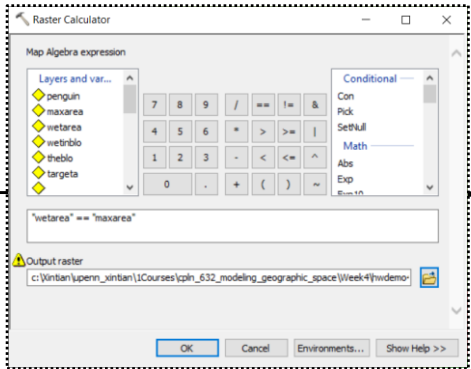 Raster Calculator
Map Algebra expression
Layers and var...
penguin
maxarea
wetarea
wetinblo
theblo
targeta
7 8 9 / == != &
4 5 6 * > >= |
1 2 3 - < <= ^
0 . + ( ) ~
Conditional
Con
Pick
SetNull
Math
Abs
Exp
Exp10
"wetarea" == "maxarea"
Output raster
c:\Xintian\upenn_xintian\1Courses\cpln_632_modeling_geographic_space\Week4\hwdemo
OK Cancel Environments... Show Help >>